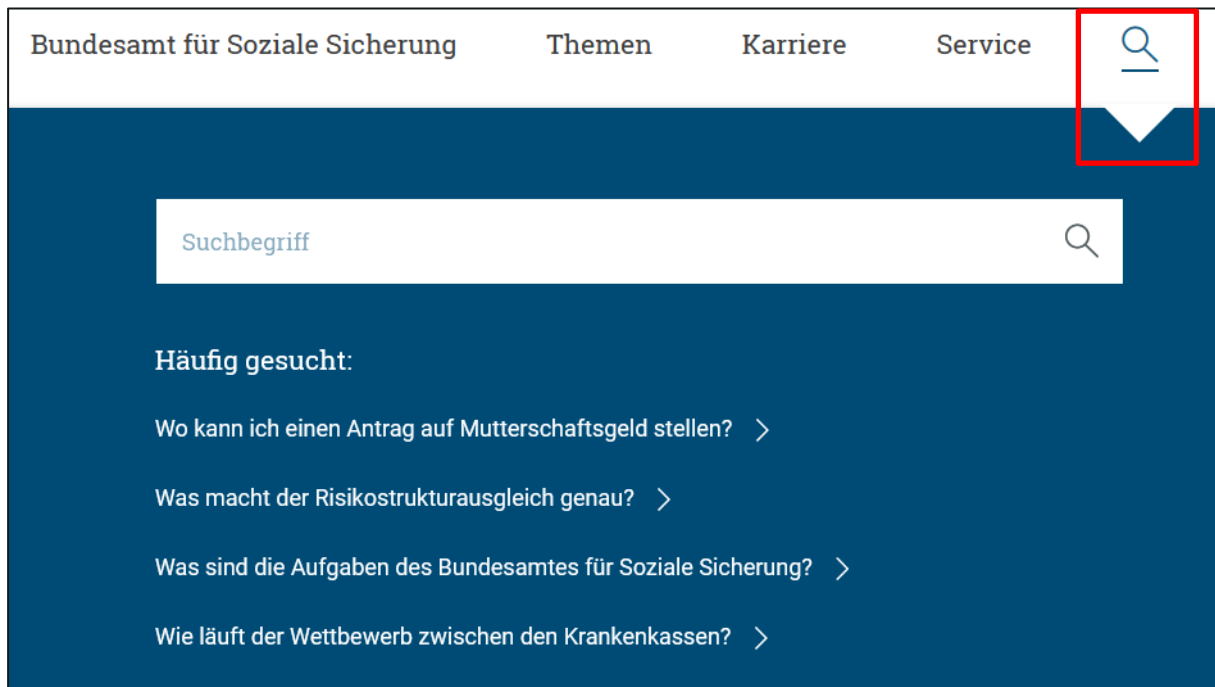 Bundesamt für Soziale Sicherung Themen Karriere Service
Suchbegriff
Häufig gesucht:
Wo kann ich einen Antrag auf Mutterschaftsgeld stellen?
Was macht der Risikostrukturausgleich genau?
Was sind die Aufgaben des Bundesamtes für Soziale Sicherung?
Wie läuft der Wettbewerb zwischen den Krankenkassen?